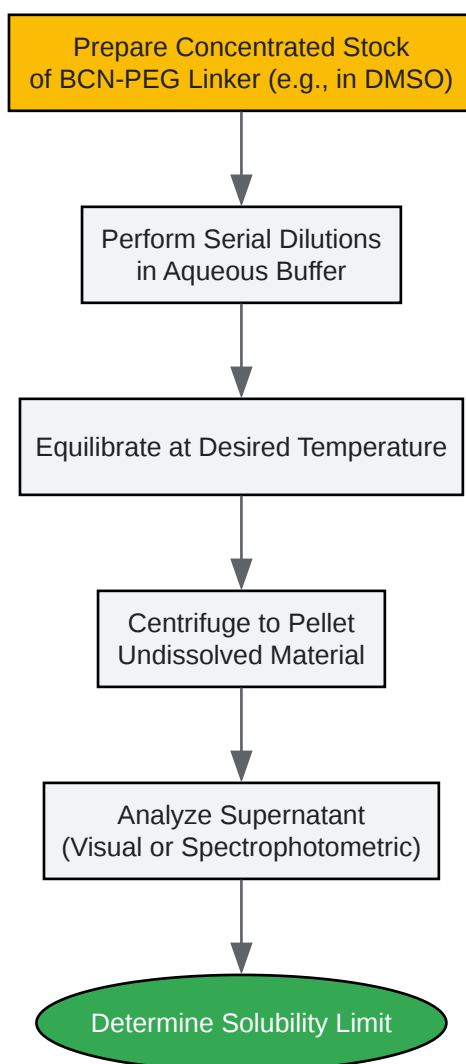 Prepare Concentrated Stock
of BCN-PEG Linker (e.g., in DMSO)
Perform Serial Dilutions
in Aqueous Buffer
Equilibrate at Desired Temperature
Centrifuge to Pellet
Undissolved Material
Analyze Supernatant
(Visual or Spectrophotometric)
Determine Solubility Limit